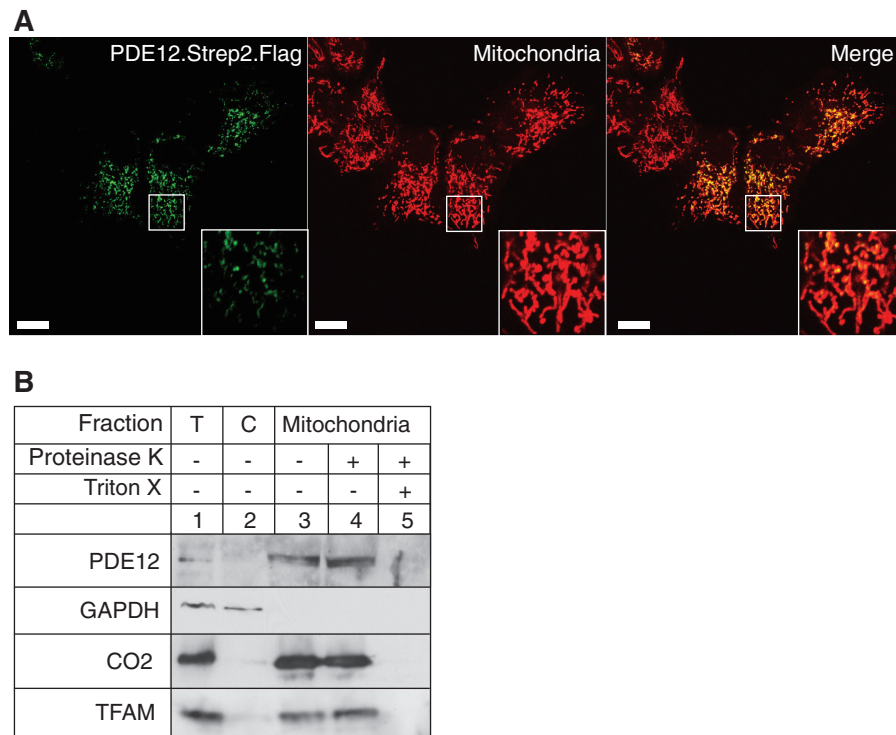 A
PDE12.Strep2.Flag Mitochondria Merge
B
Fraction T C Mitochondria
Proteinase K - - - + +
Triton X - - - - +
1 2 3 4 5
PDE12
GAPDH
CO2
TFAM